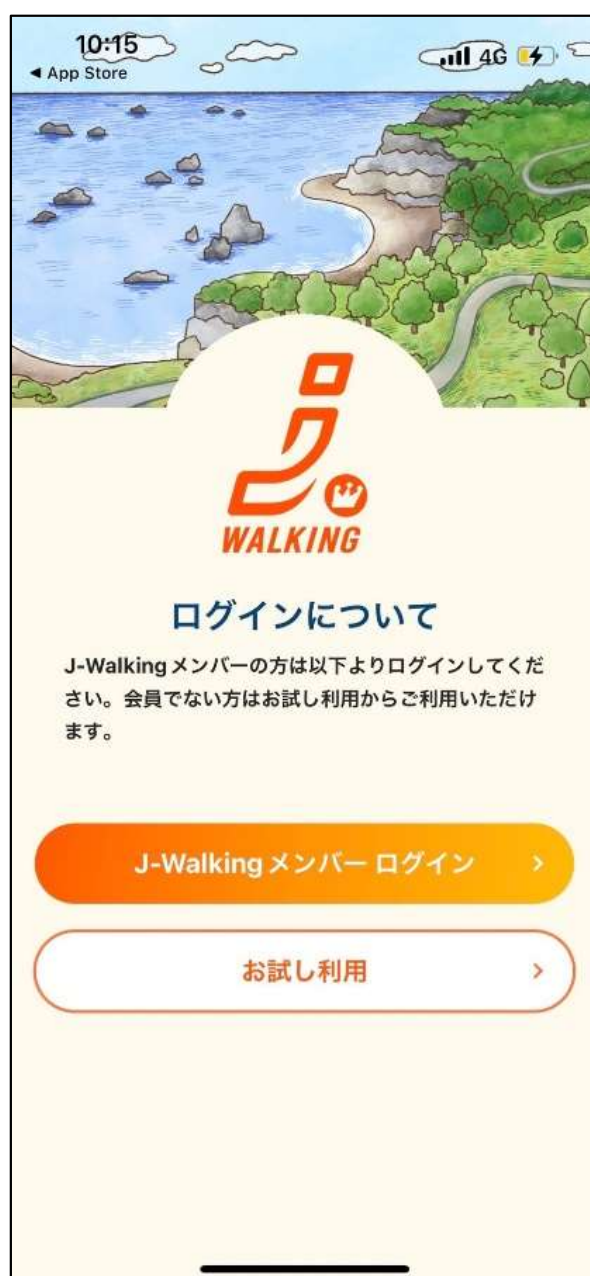 10:15
4G
◀ App Store
WALKING
ログインについて
J-Walkingメンバーの方は以下よりログインしてくだ
さい。会員でない方はお試し利用からご利用いただけ
ます。
J-Walkingメンバー ログイン
お試し利用